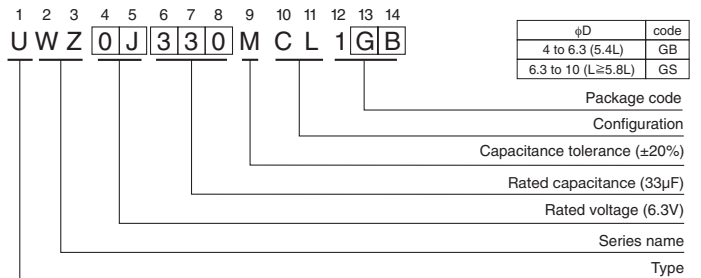 1 2 3 4 5 6 7 8 9 10 11 12 13 14
U W Z 0 J 3 3 0 M C L 1 G B
φD code
4 to 6.3 (5.4L) GB
6.3 to 10 (L≧5.8L) GS
Package code
Configuration
Capacitance tolerance (±20%)
Rated capacitance (33µF)
Rated voltage (6.3V)
Series name
Type